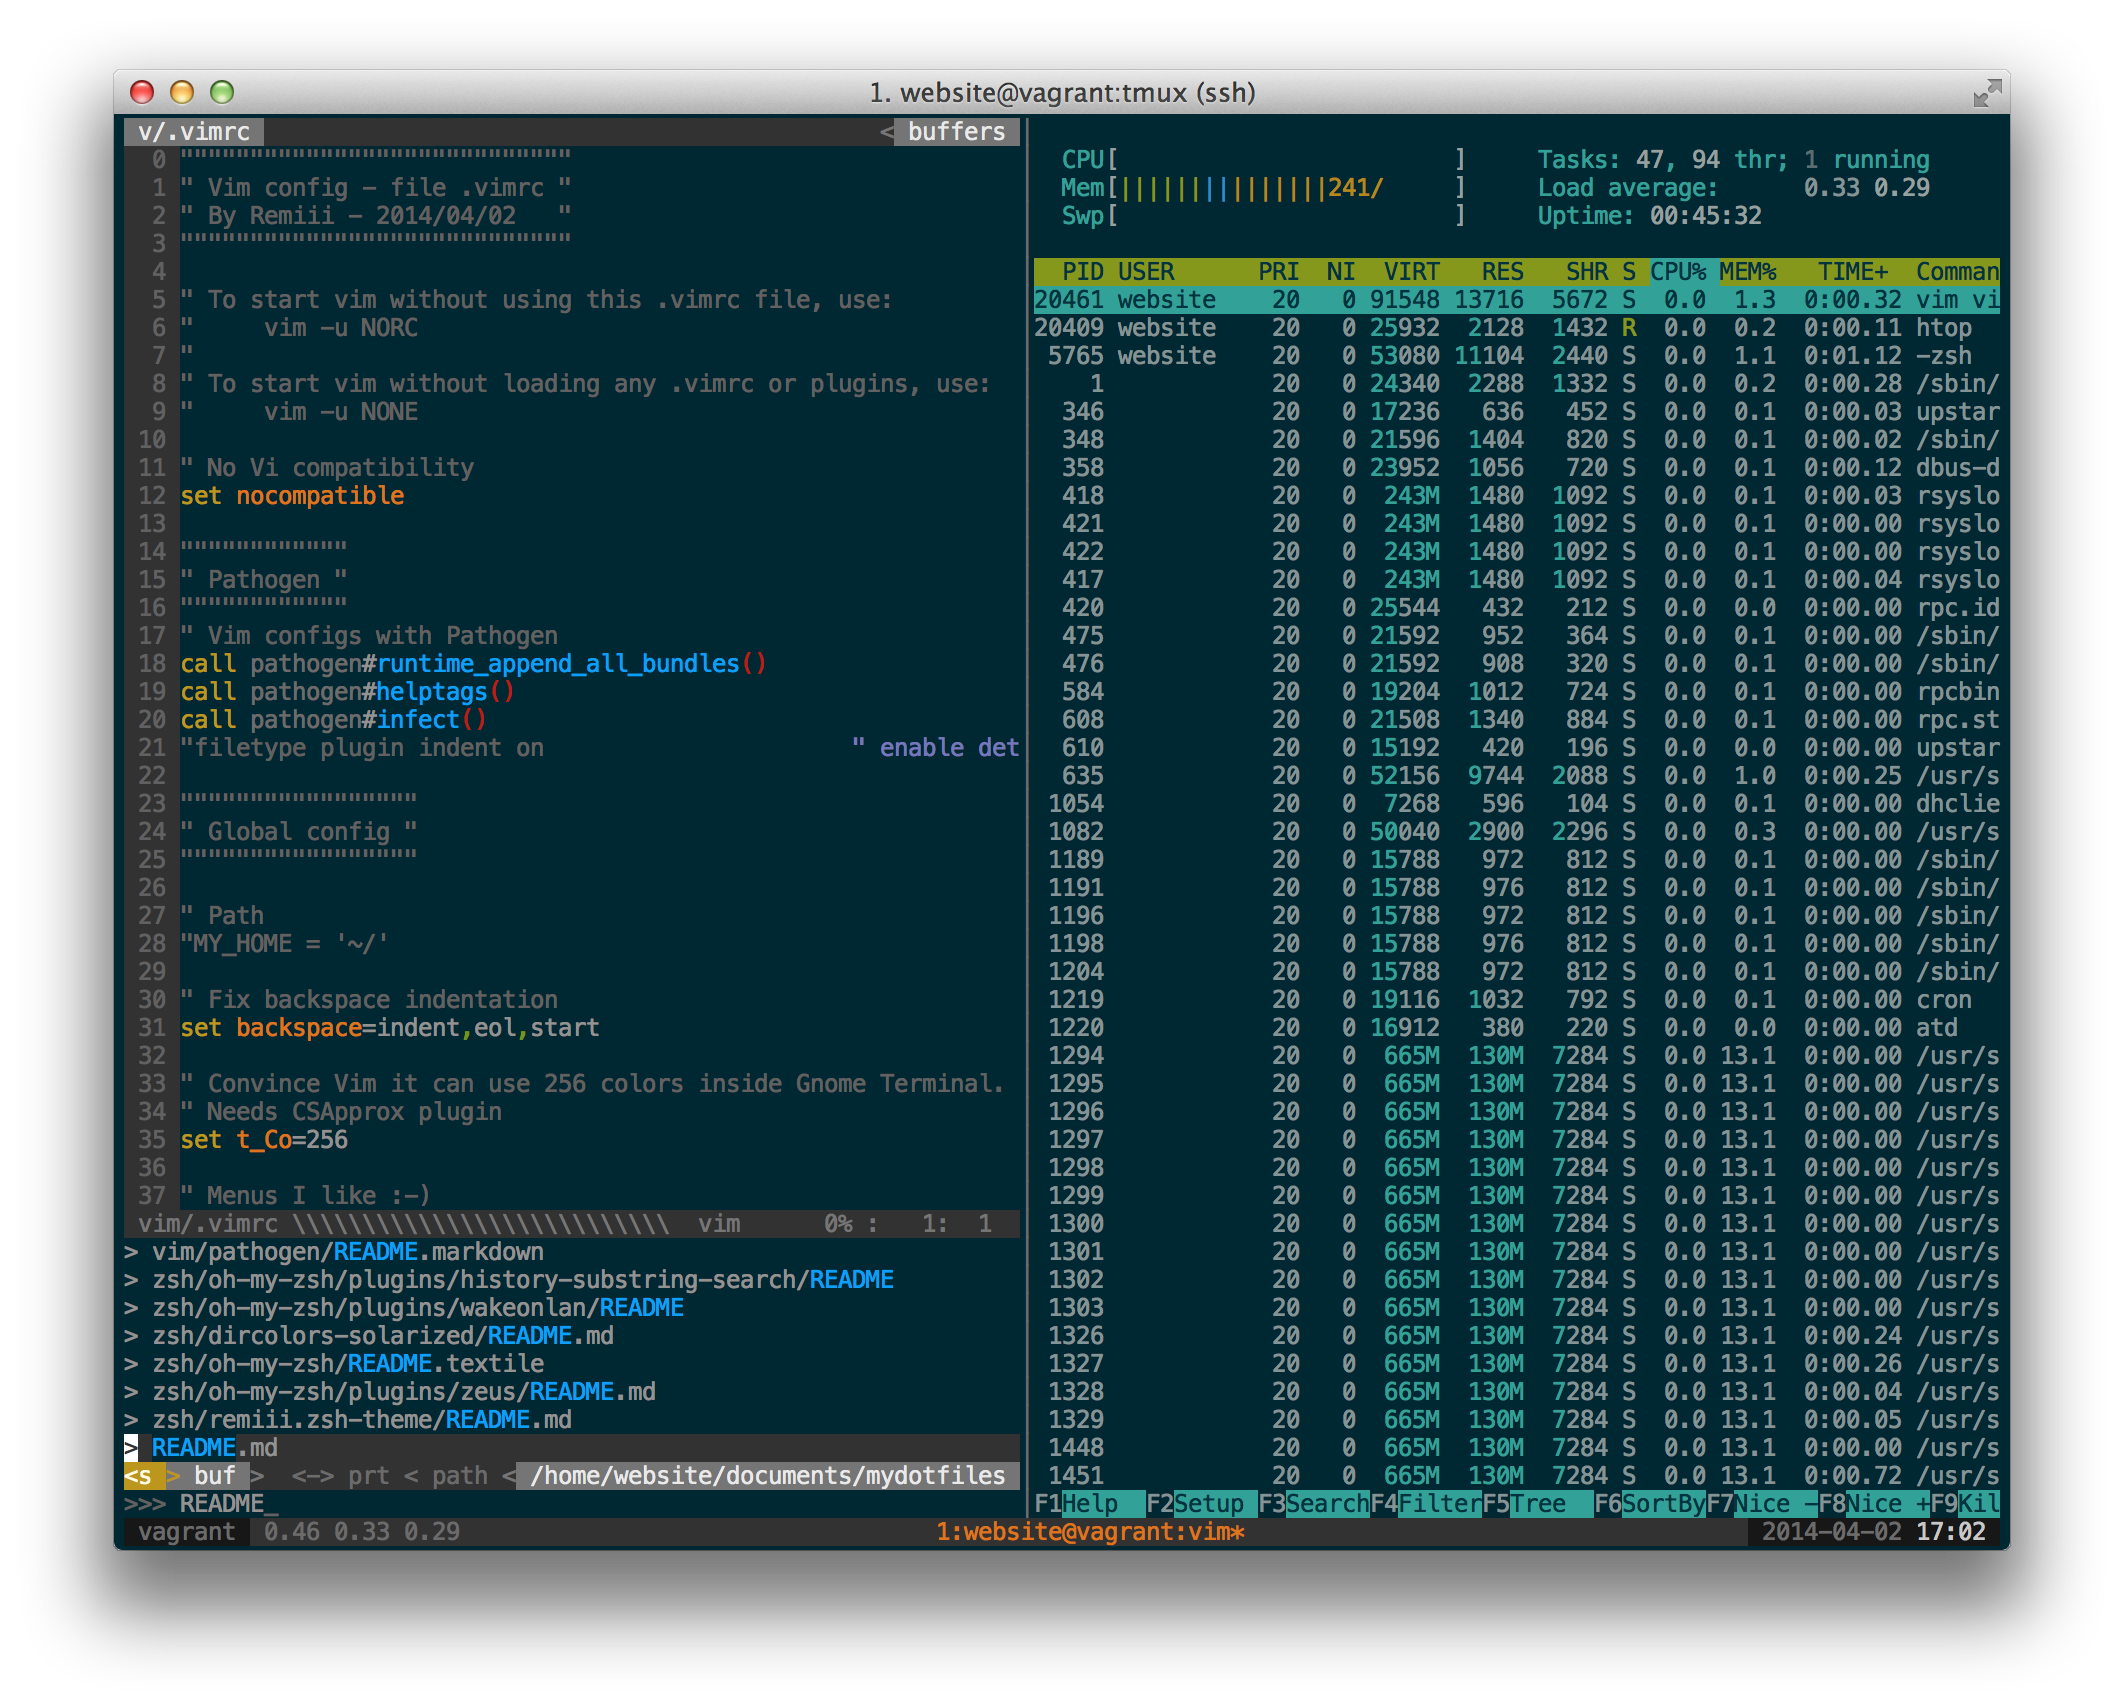 1. website@vagrant:tmux (ssh)
v/.vimrc < buffers
0 """"""""""""""""""""""""""""
1 " Vim config - file .vimrc "
2 " By Remiii - 2014/04/02   "
3 """"""""""""""""""""""""""""
4
5 " To start vim without using this .vimrc file, use:
6 "     vim -u NORC
7 "
8 " To start vim without loading any .vimrc or plugins, use:
9 "     vim -u NONE
10
11 " No Vi compatibility
12 set nocompatible
13
14 """"""""""""
15 " Pathogen "
16 """"""""""""
17 " Vim configs with Pathogen
18 call pathogen#runtime_append_all_bundles()
19 call pathogen#helptags()
20 call pathogen#infect()
21 "filetype plugin indent on                      " enable det
22
23 """""""""""""""""
24 " Global config "
25 """""""""""""""""
26
27 " Path
28 "MY_HOME = '~/'
29
30 " Fix backspace indentation
31 set backspace=indent,eol,start
32
33 " Convince Vim it can use 256 colors inside Gnome Terminal.
34 " Needs CSApprox plugin
35 set t_Co=256
36
37 " Menus I like :-)
vim/.vimrc \\\\\\\\\\\\\\\\\\\\\\\\\\\  vim      0% :   1:  1
> vim/pathogen/README.markdown
> zsh/oh-my-zsh/plugins/history-substring-search/README
> zsh/oh-my-zsh/plugins/wakeonlan/README
> zsh/dircolors-solarized/README.md
> zsh/oh-my-zsh/README.textile
> zsh/oh-my-zsh/plugins/zeus/README.md
> zsh/remiii.zsh-theme/README.md
> README.md
<s > buf >  <-> prt < path < /home/website/documents/mydotfiles
>>> README_
CPU[                        ]     Tasks: 47, 94 thr; 1 running
Mem[|||||||||||||||241/     ]     Load average:      0.33 0.29
Swp[                        ]     Uptime: 00:45:32
PID USER      PRI  NI  VIRT   RES   SHR S CPU% MEM%   TIME+  Comman
20461 website    20   0 91548 13716  5672 S  0.0  1.3  0:00.32 vim vi
20409 website    20   0 25932  2128  1432 R  0.0  0.2  0:00.11 htop
5765 website    20   0 53080 11104  2440 S  0.0  1.1  0:01.12 -zsh
1            20   0 24340  2288  1332 S  0.0  0.2  0:00.28 /sbin/
346            20   0 17236   636   452 S  0.0  0.1  0:00.03 upstar
348            20   0 21596  1404   820 S  0.0  0.1  0:00.02 /sbin/
358            20   0 23952  1056   720 S  0.0  0.1  0:00.12 dbus-d
418            20   0  243M  1480  1092 S  0.0  0.1  0:00.03 rsyslo
421            20   0  243M  1480  1092 S  0.0  0.1  0:00.00 rsyslo
422            20   0  243M  1480  1092 S  0.0  0.1  0:00.00 rsyslo
417            20   0  243M  1480  1092 S  0.0  0.1  0:00.04 rsyslo
420            20   0 25544   432   212 S  0.0  0.0  0:00.00 rpc.id
475            20   0 21592   952   364 S  0.0  0.1  0:00.00 /sbin/
476            20   0 21592   908   320 S  0.0  0.1  0:00.00 /sbin/
584            20   0 19204  1012   724 S  0.0  0.1  0:00.00 rpcbin
608            20   0 21508  1340   884 S  0.0  0.1  0:00.00 rpc.st
610            20   0 15192   420   196 S  0.0  0.0  0:00.00 upstar
635            20   0 52156  9744  2088 S  0.0  1.0  0:00.25 /usr/s
1054            20   0  7268   596   104 S  0.0  0.1  0:00.00 dhclie
1082            20   0 50040  2900  2296 S  0.0  0.3  0:00.00 /usr/s
1189            20   0 15788   972   812 S  0.0  0.1  0:00.00 /sbin/
1191            20   0 15788   976   812 S  0.0  0.1  0:00.00 /sbin/
1196            20   0 15788   972   812 S  0.0  0.1  0:00.00 /sbin/
1198            20   0 15788   976   812 S  0.0  0.1  0:00.00 /sbin/
1204            20   0 15788   972   812 S  0.0  0.1  0:00.00 /sbin/
1219            20   0 19116  1032   792 S  0.0  0.1  0:00.00 cron
1220            20   0 16912   380   220 S  0.0  0.0  0:00.00 atd
1294            20   0  665M  130M  7284 S  0.0 13.1  0:00.00 /usr/s
1295            20   0  665M  130M  7284 S  0.0 13.1  0:00.00 /usr/s
1296            20   0  665M  130M  7284 S  0.0 13.1  0:00.00 /usr/s
1297            20   0  665M  130M  7284 S  0.0 13.1  0:00.00 /usr/s
1298            20   0  665M  130M  7284 S  0.0 13.1  0:00.00 /usr/s
1299            20   0  665M  130M  7284 S  0.0 13.1  0:00.00 /usr/s
1300            20   0  665M  130M  7284 S  0.0 13.1  0:00.00 /usr/s
1301            20   0  665M  130M  7284 S  0.0 13.1  0:00.00 /usr/s
1302            20   0  665M  130M  7284 S  0.0 13.1  0:00.00 /usr/s
1303            20   0  665M  130M  7284 S  0.0 13.1  0:00.00 /usr/s
1326            20   0  665M  130M  7284 S  0.0 13.1  0:00.24 /usr/s
1327            20   0  665M  130M  7284 S  0.0 13.1  0:00.26 /usr/s
1328            20   0  665M  130M  7284 S  0.0 13.1  0:00.04 /usr/s
1329            20   0  665M  130M  7284 S  0.0 13.1  0:00.05 /usr/s
1448            20   0  665M  130M  7284 S  0.0 13.1  0:00.00 /usr/s
1451            20   0  665M  130M  7284 S  0.0 13.1  0:00.72 /usr/s
F1Help  F2Setup F3SearchF4FilterF5Tree  F6SortByF7Nice -F8Nice +F9Kil
vagrant  0.46 0.33 0.29     1:website@vagrant:vim*     2014-04-02 17:02